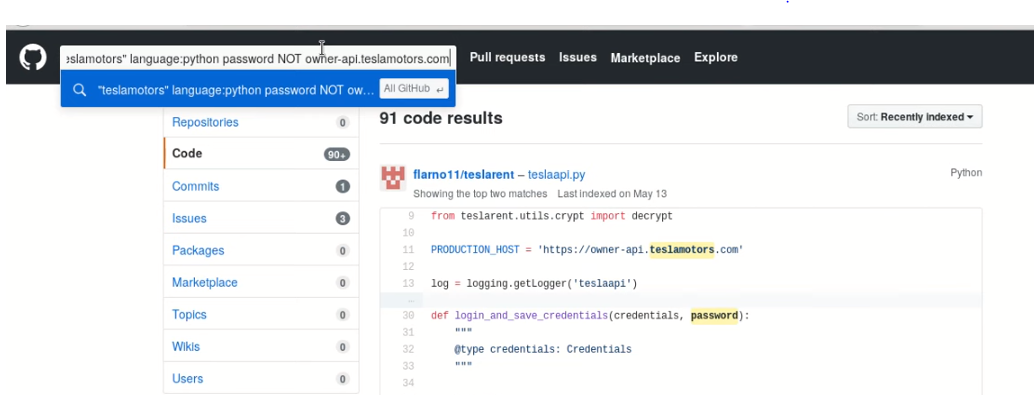 eslamotors" language:python password NOT owner-api.teslamotors.com
Pull requests Issues Marketplace Explore
"teslamotors" language:python password NOT ow... All GitHub ↵
Repositories 0
Code 90+
Commits 1
Issues 3
Packages 0
Marketplace 0
Topics 0
Wikis 0
Users 0
91 code results
Sort: Recently indexed
flarno11/teslarent – teslaapi.py
Python
Showing the top two matches Last indexed on May 13
9 from teslarent.utils.crypt import decrypt
10
11 PRODUCTION_HOST = 'https://owner-api.teslamotors.com'
12
13 log = logging.getLogger('teslaapi')
…
30 def login_and_save_credentials(credentials, password):
31 """
32 @type credentials: Credentials
33 """
34